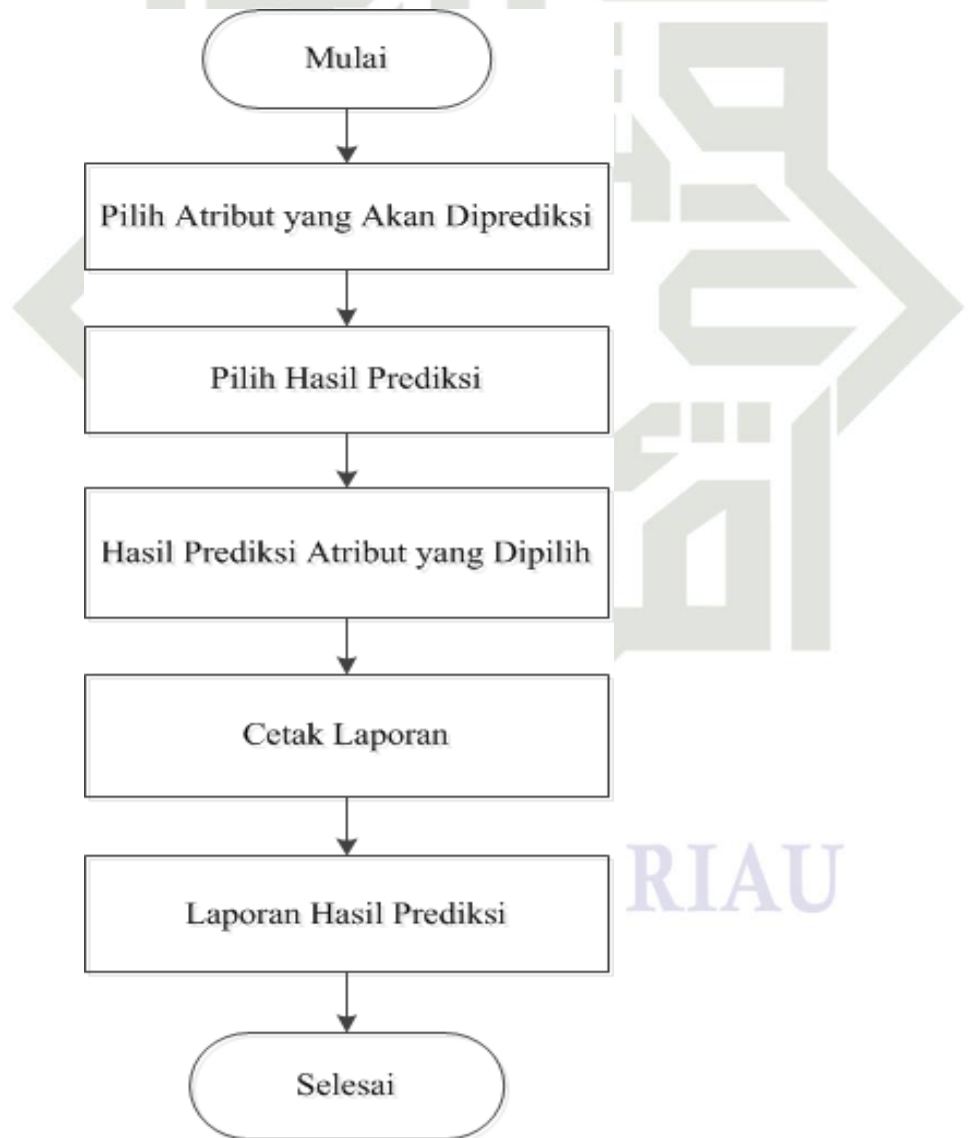 Mulai
Pilih Atribut yang Akan Diprediksi
Pilih Hasil Prediksi
Hasil Prediksi Atribut yang Dipilih
Cetak Laporan
RIAU
Laporan Hasil Prediksi
Selesai